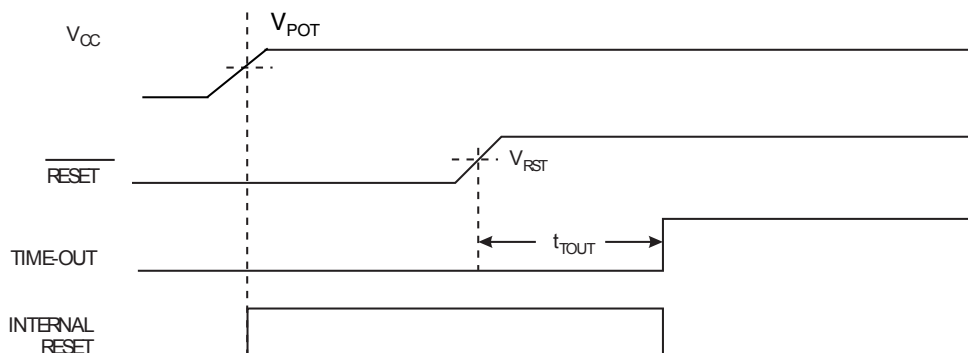 VCC
VPOT
RESET
VRST
TIME-OUT
tTOUT
INTERNAL
RESET